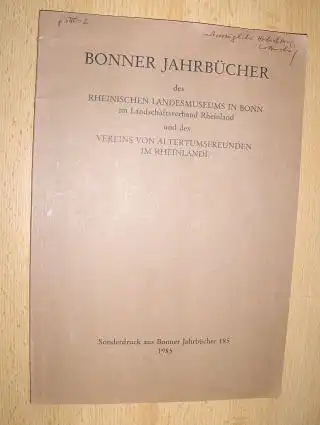 BONNER JAHRBÜCHER
des
RHEINISCHEN LANDESMUSEUMS IN BONN
im Landschaftsverband Rheinland
und des
VEREINS VON ALTERTUMSFREUNDEN
IM RHEINLANDE
Sonderdruck aus Bonner Jahrbücher 185
1985